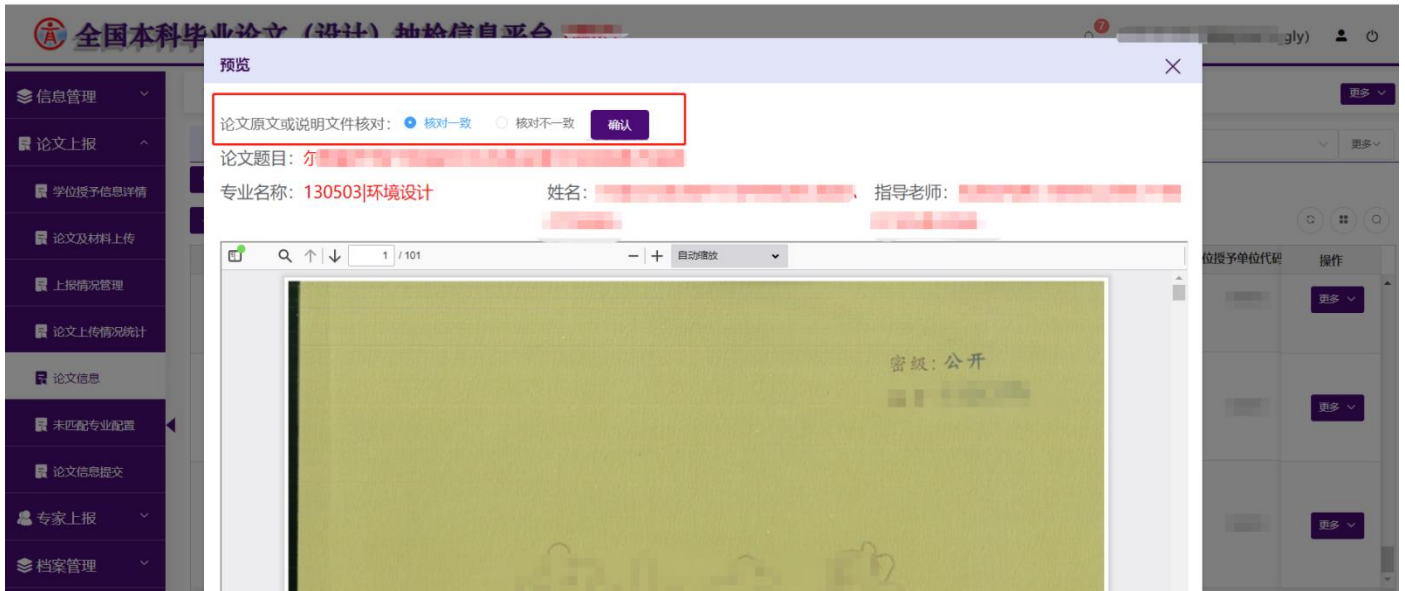 全国本科毕业论文（设计）抽检信息平台
7
gly)
预览
信息管理
更多
论文原文或说明文件核对： 核对一致 核对不一致 确认
论文上报
更多
论文题目：尔
学位授予信息详情
专业名称：130503|环境设计 姓名： 指导老师：
论文及材料上传
1 / 101
自动缩放
位授予单位代码 操作
上报情况管理
更多
论文上传情况统计
密级：公开
论文信息
更多
未匹配专业配置
论文信息提交
专家上报
更多
档案管理